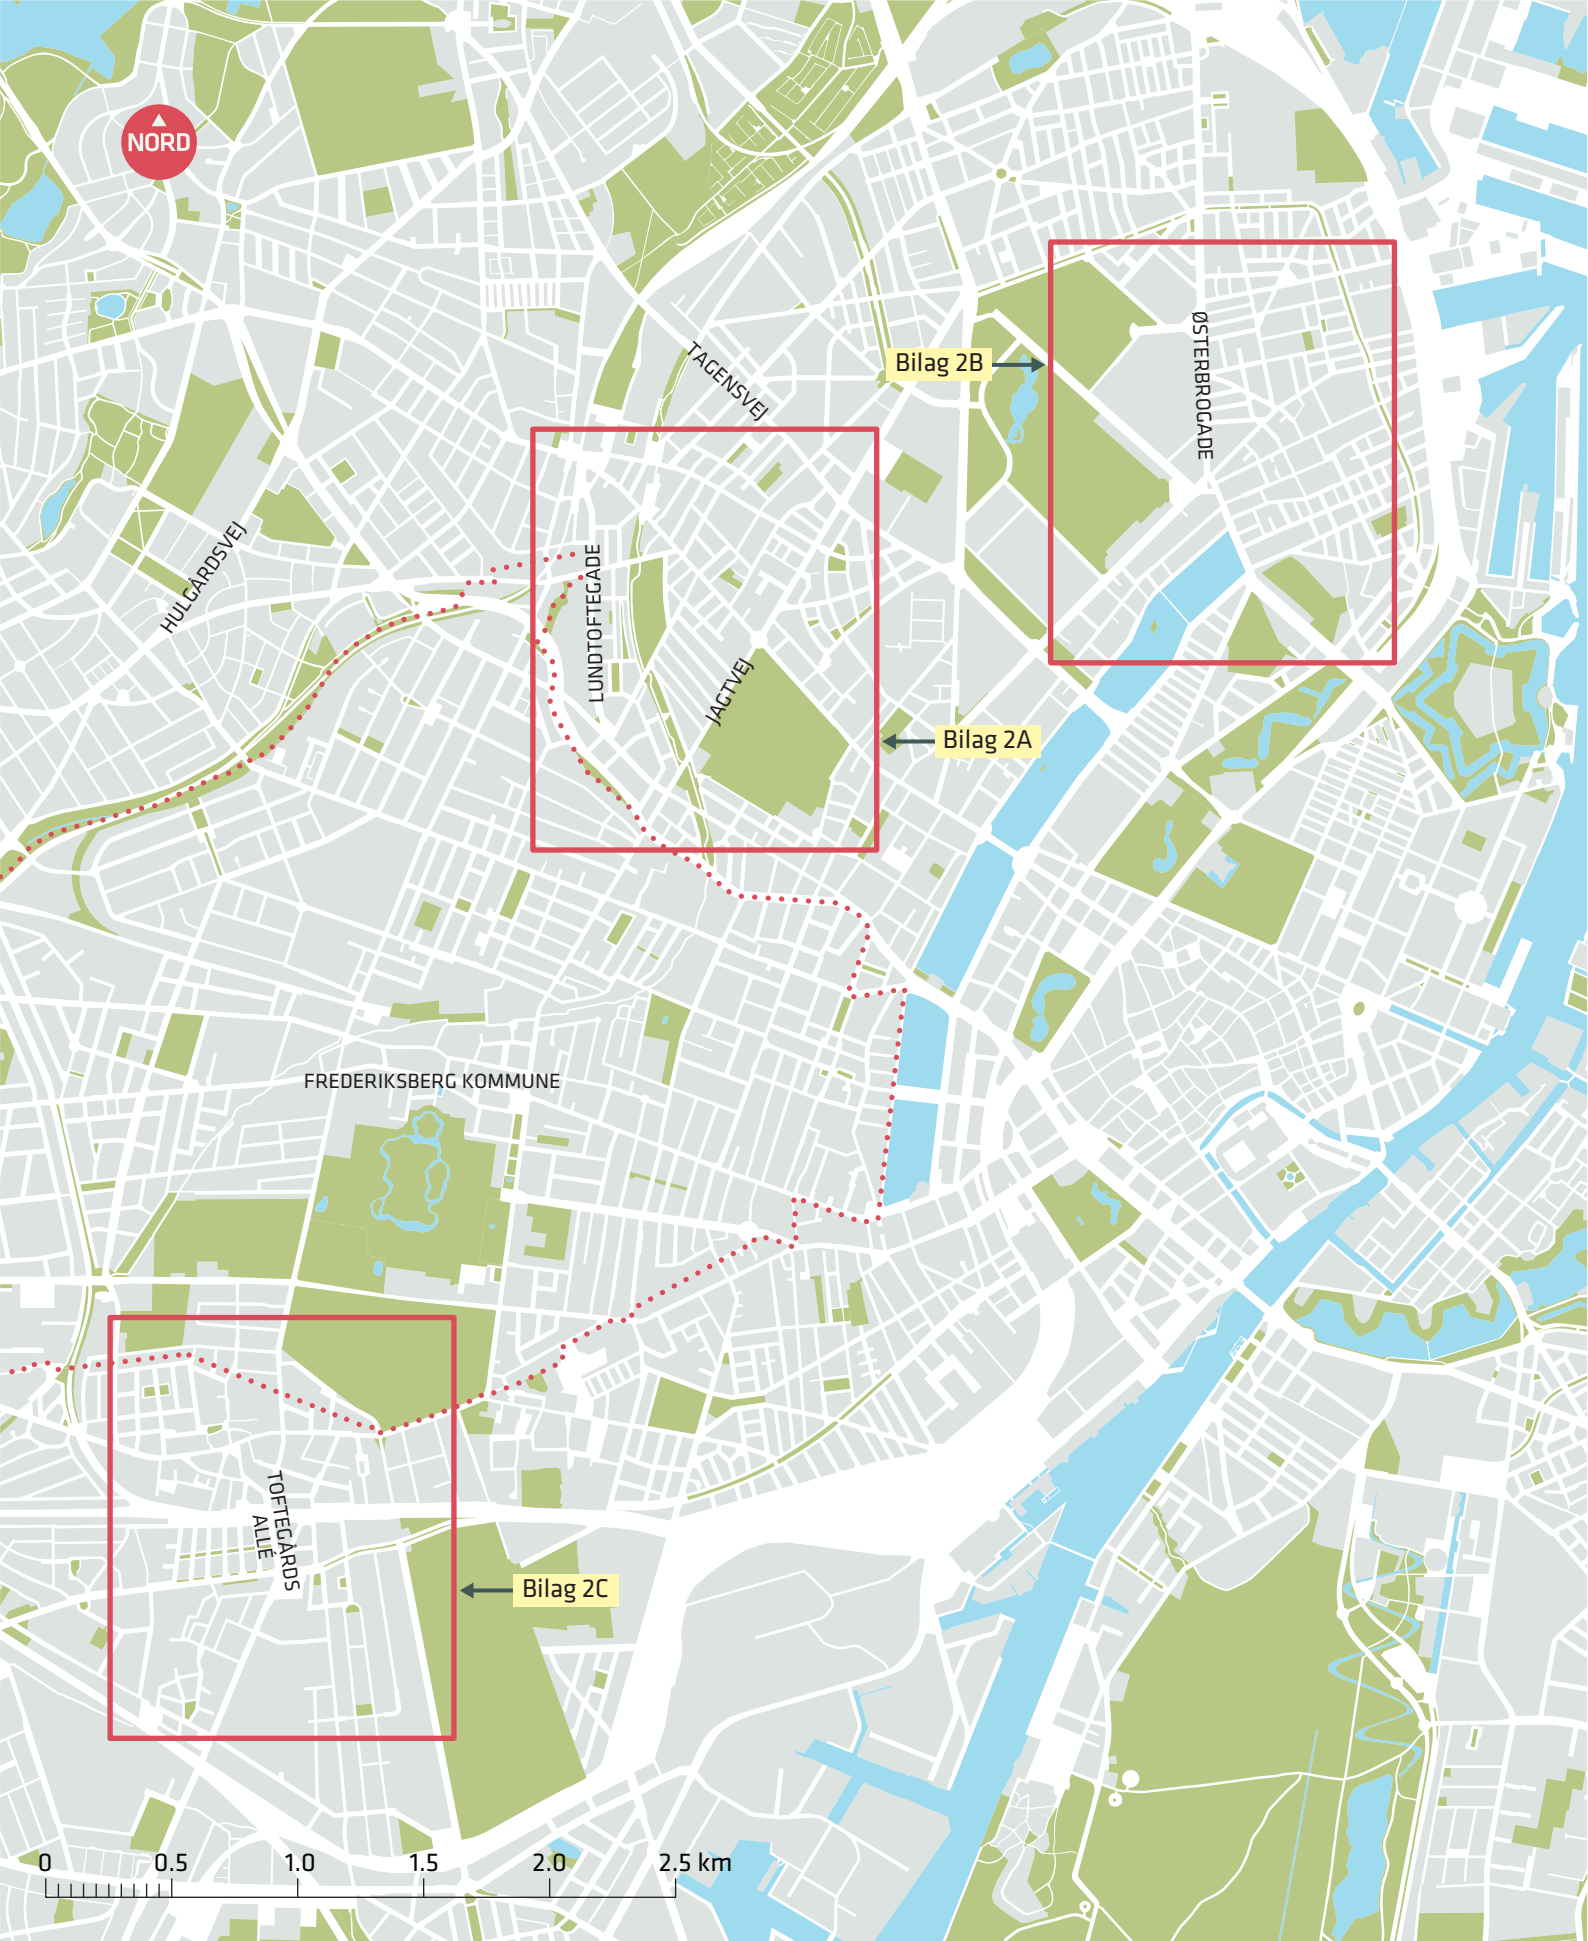 NORD
TAGENSVEJ
Bilag 2B
ØSTERBROGADE
HULGÅRDSVEJ
LUNDTOFTEGADE
JAGTVEJ
Bilag 2A
FREDERIKSBERG KOMMUNE
TOFTEGÅRDS
ALLÉ
Bilag 2C
0 0.5 1.0 1.5 2.0 2.5 km